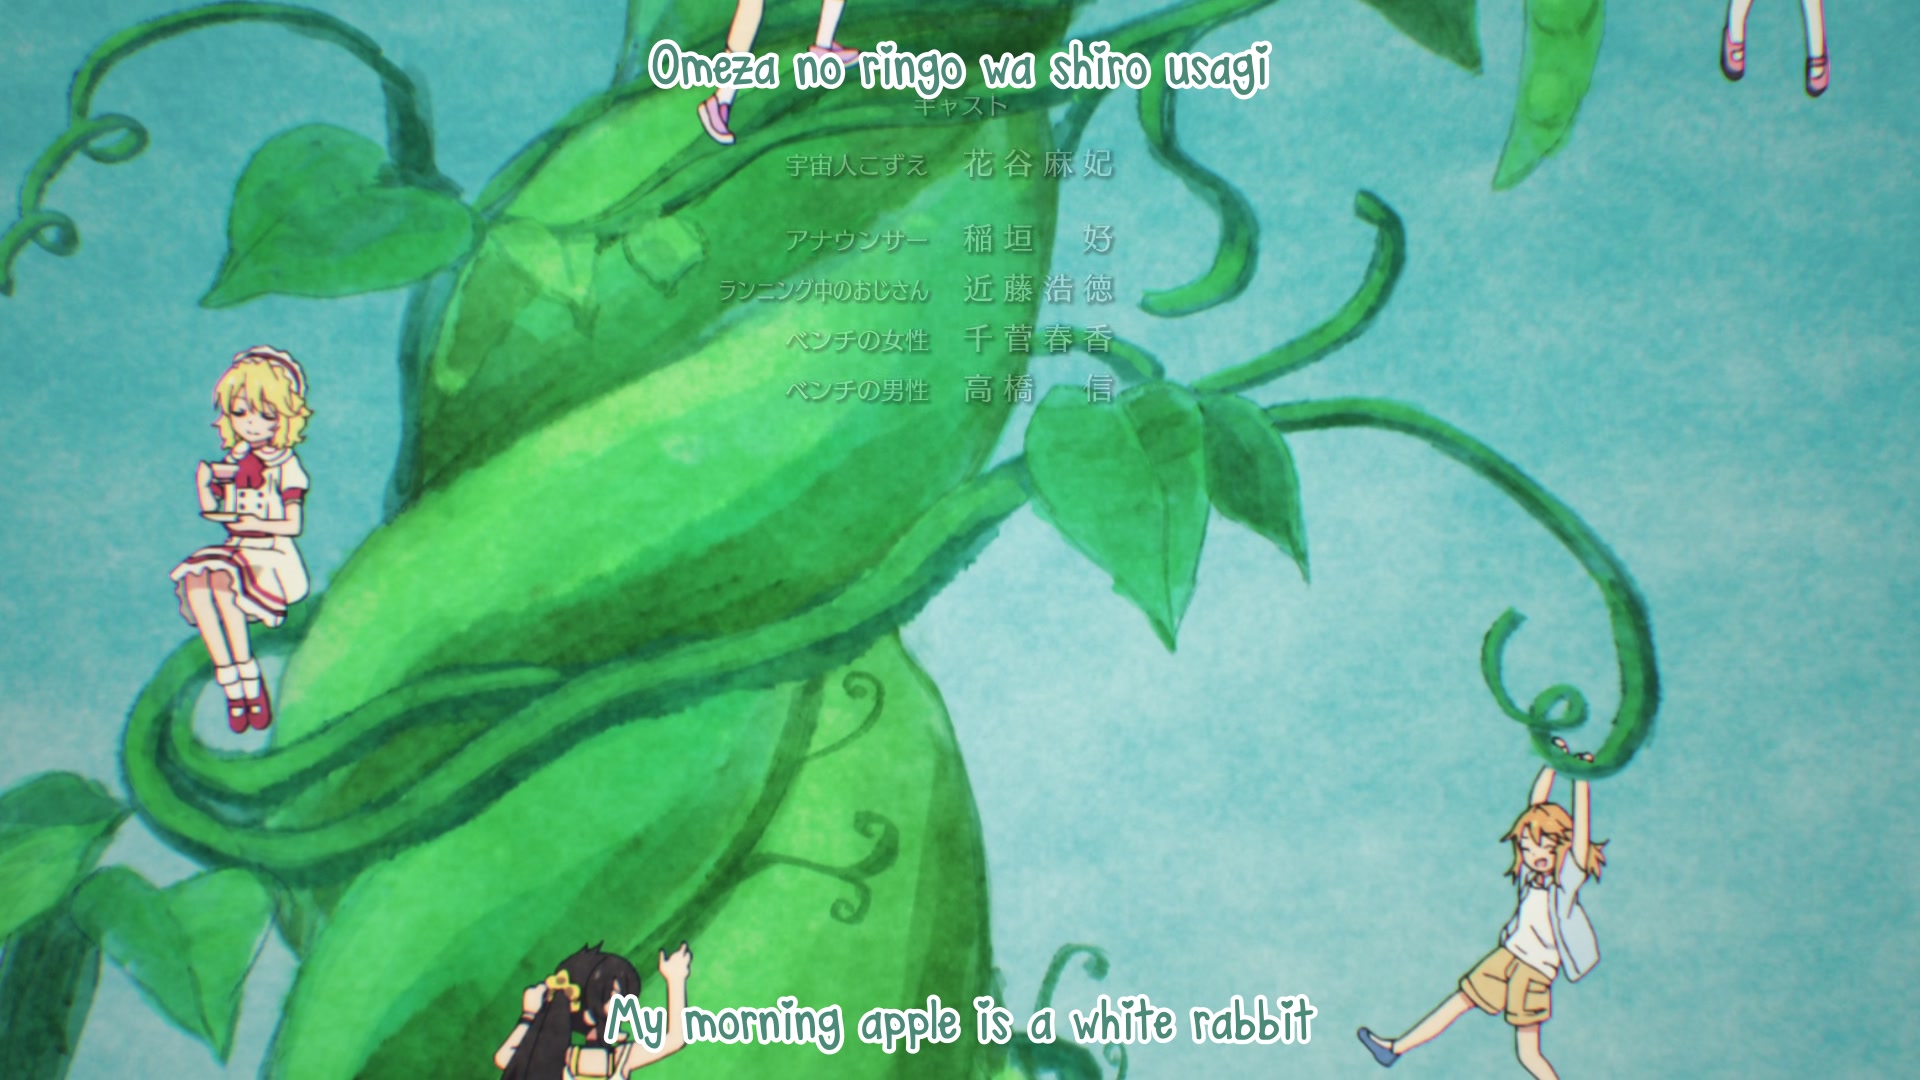 Omeza no ringo wa shiro usagi
キャスト
宇宙人こずえ 花谷麻妃
アナウンサー 稲垣 好
ランニング中のおじさん 近藤浩徳
ベンチの女性 千菅春香
ベンチの男性 高橋 信
My morning apple is a white rabbit